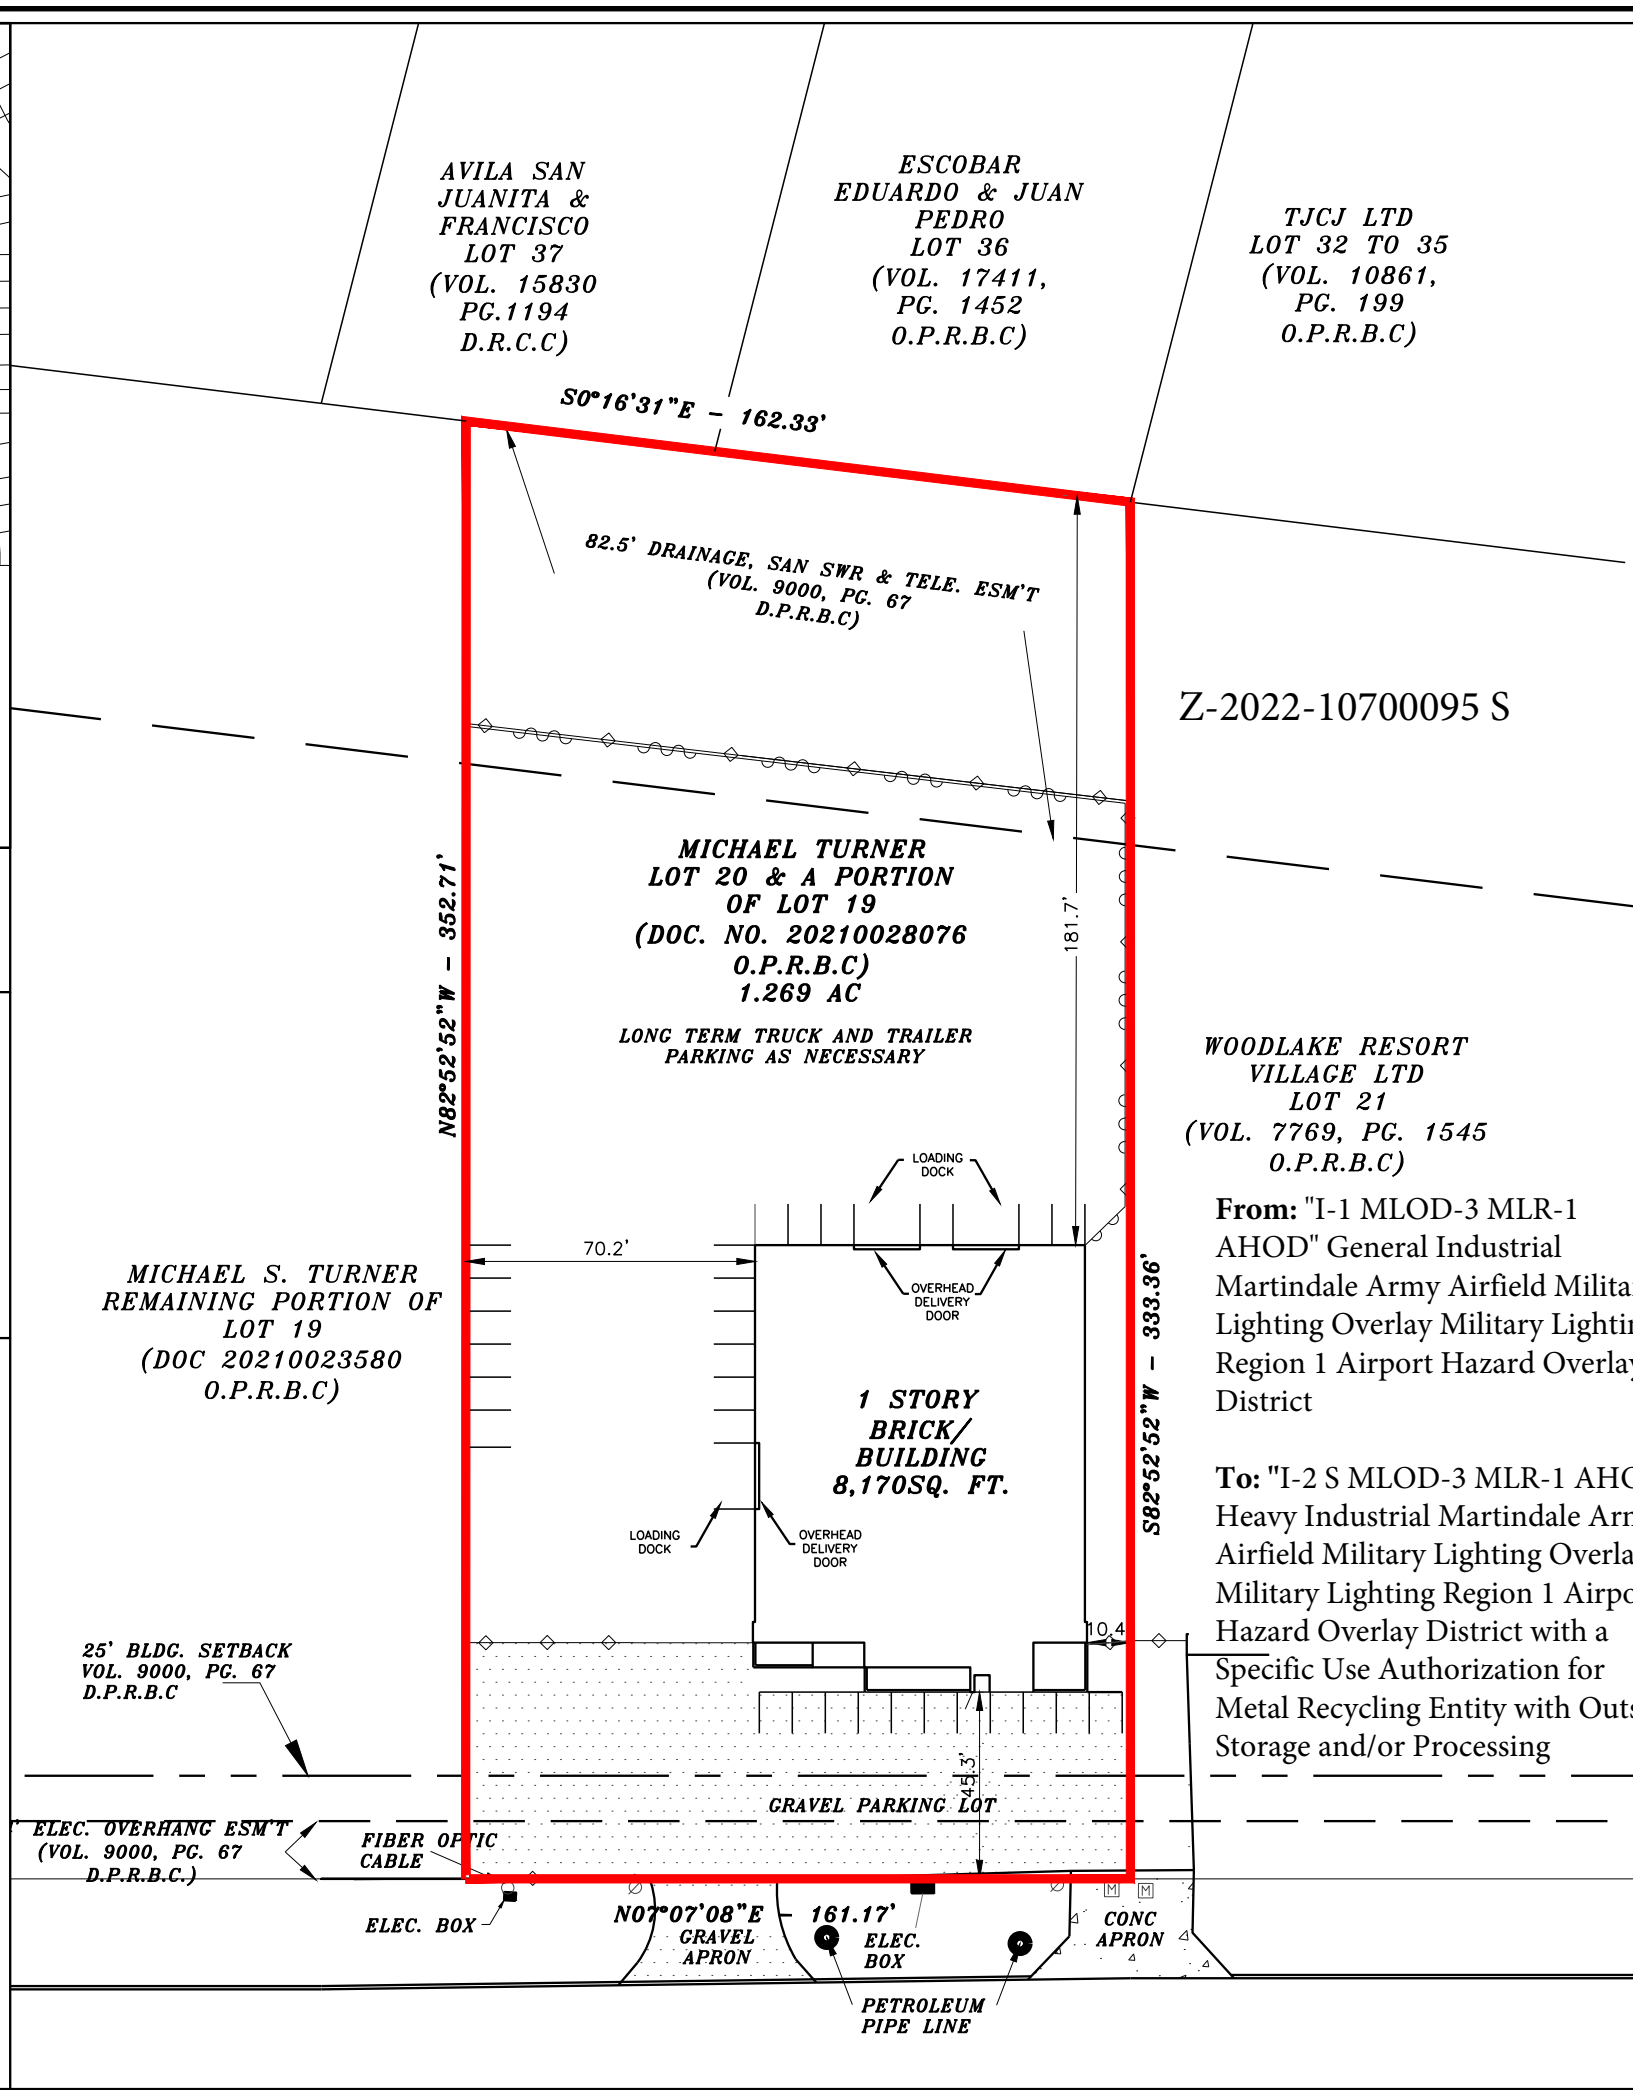 AVILA SAN
JUANITA &
FRANCISCO
LOT 37
(VOL. 15830
PG.1194
D.R.C.C)
ESCOBAR
EDUARDO & JUAN
PEDRO
LOT 36
(VOL. 17411,
PG. 1452
O.P.R.B.C)
TJCJ LTD
LOT 32 TO 35
(VOL. 10861,
PG. 199
O.P.R.B.C)
S0°16'31"E - 162.33'
82.5' DRAINAGE, SAN SWR & TELE. ESM'T
(VOL. 9000, PG. 67
D.P.R.B.C)
Z-2022-10700095 S
N82°52'52"W - 352.71'
MICHAEL TURNER
LOT 20 & A PORTION
OF LOT 19
(DOC. NO. 20210028076
O.P.R.B.C)
1.269 AC
LONG TERM TRUCK AND TRAILER
PARKING AS NECESSARY
181.7'
WOODLAKE RESORT
VILLAGE LTD
LOT 21
(VOL. 7769, PG. 1545
O.P.R.B.C)
From: "I-1 MLOD-3 MLR-1
AHOD" General Industrial
Martindale Army Airfield
Lighting Overlay Military
Region 1 Airport Hazard
District
To: "I-2 S MLOD-3 MLR-1
Heavy Industrial Martindale
Airfield Military Lighting
Military Lighting Region 1
Hazard Overlay District with a
Specific Use Authorization for
Metal Recycling Entity with
Storage and/or Processing
LOADING
DOCK
70.2'
OVERHEAD
DELIVERY
DOOR
MICHAEL S. TURNER
REMAINING PORTION OF
LOT 19
(DOC 20210023580
O.P.R.B.C)
1 STORY
BRICK/
BUILDING
8,170SQ. FT.
S82°52'52"W - 333.36'
LOADING
DOCK
OVERHEAD
DELIVERY
DOOR
10.4
25' BLDG. SETBACK
VOL. 9000, PG. 67
D.P.R.B.C
45.3'
GRAVEL PARKING LOT
' ELEC. OVERHANG ESM'T
(VOL. 9000, PG. 67
D.P.R.B.C.)
FIBER OPTIC
CABLE
M M
ELEC. BOX
N07°07'08"E - 161.17'
GRAVEL
APRON
ELEC.
BOX
CONC
APRON
PETROLEUM
PIPE LINE